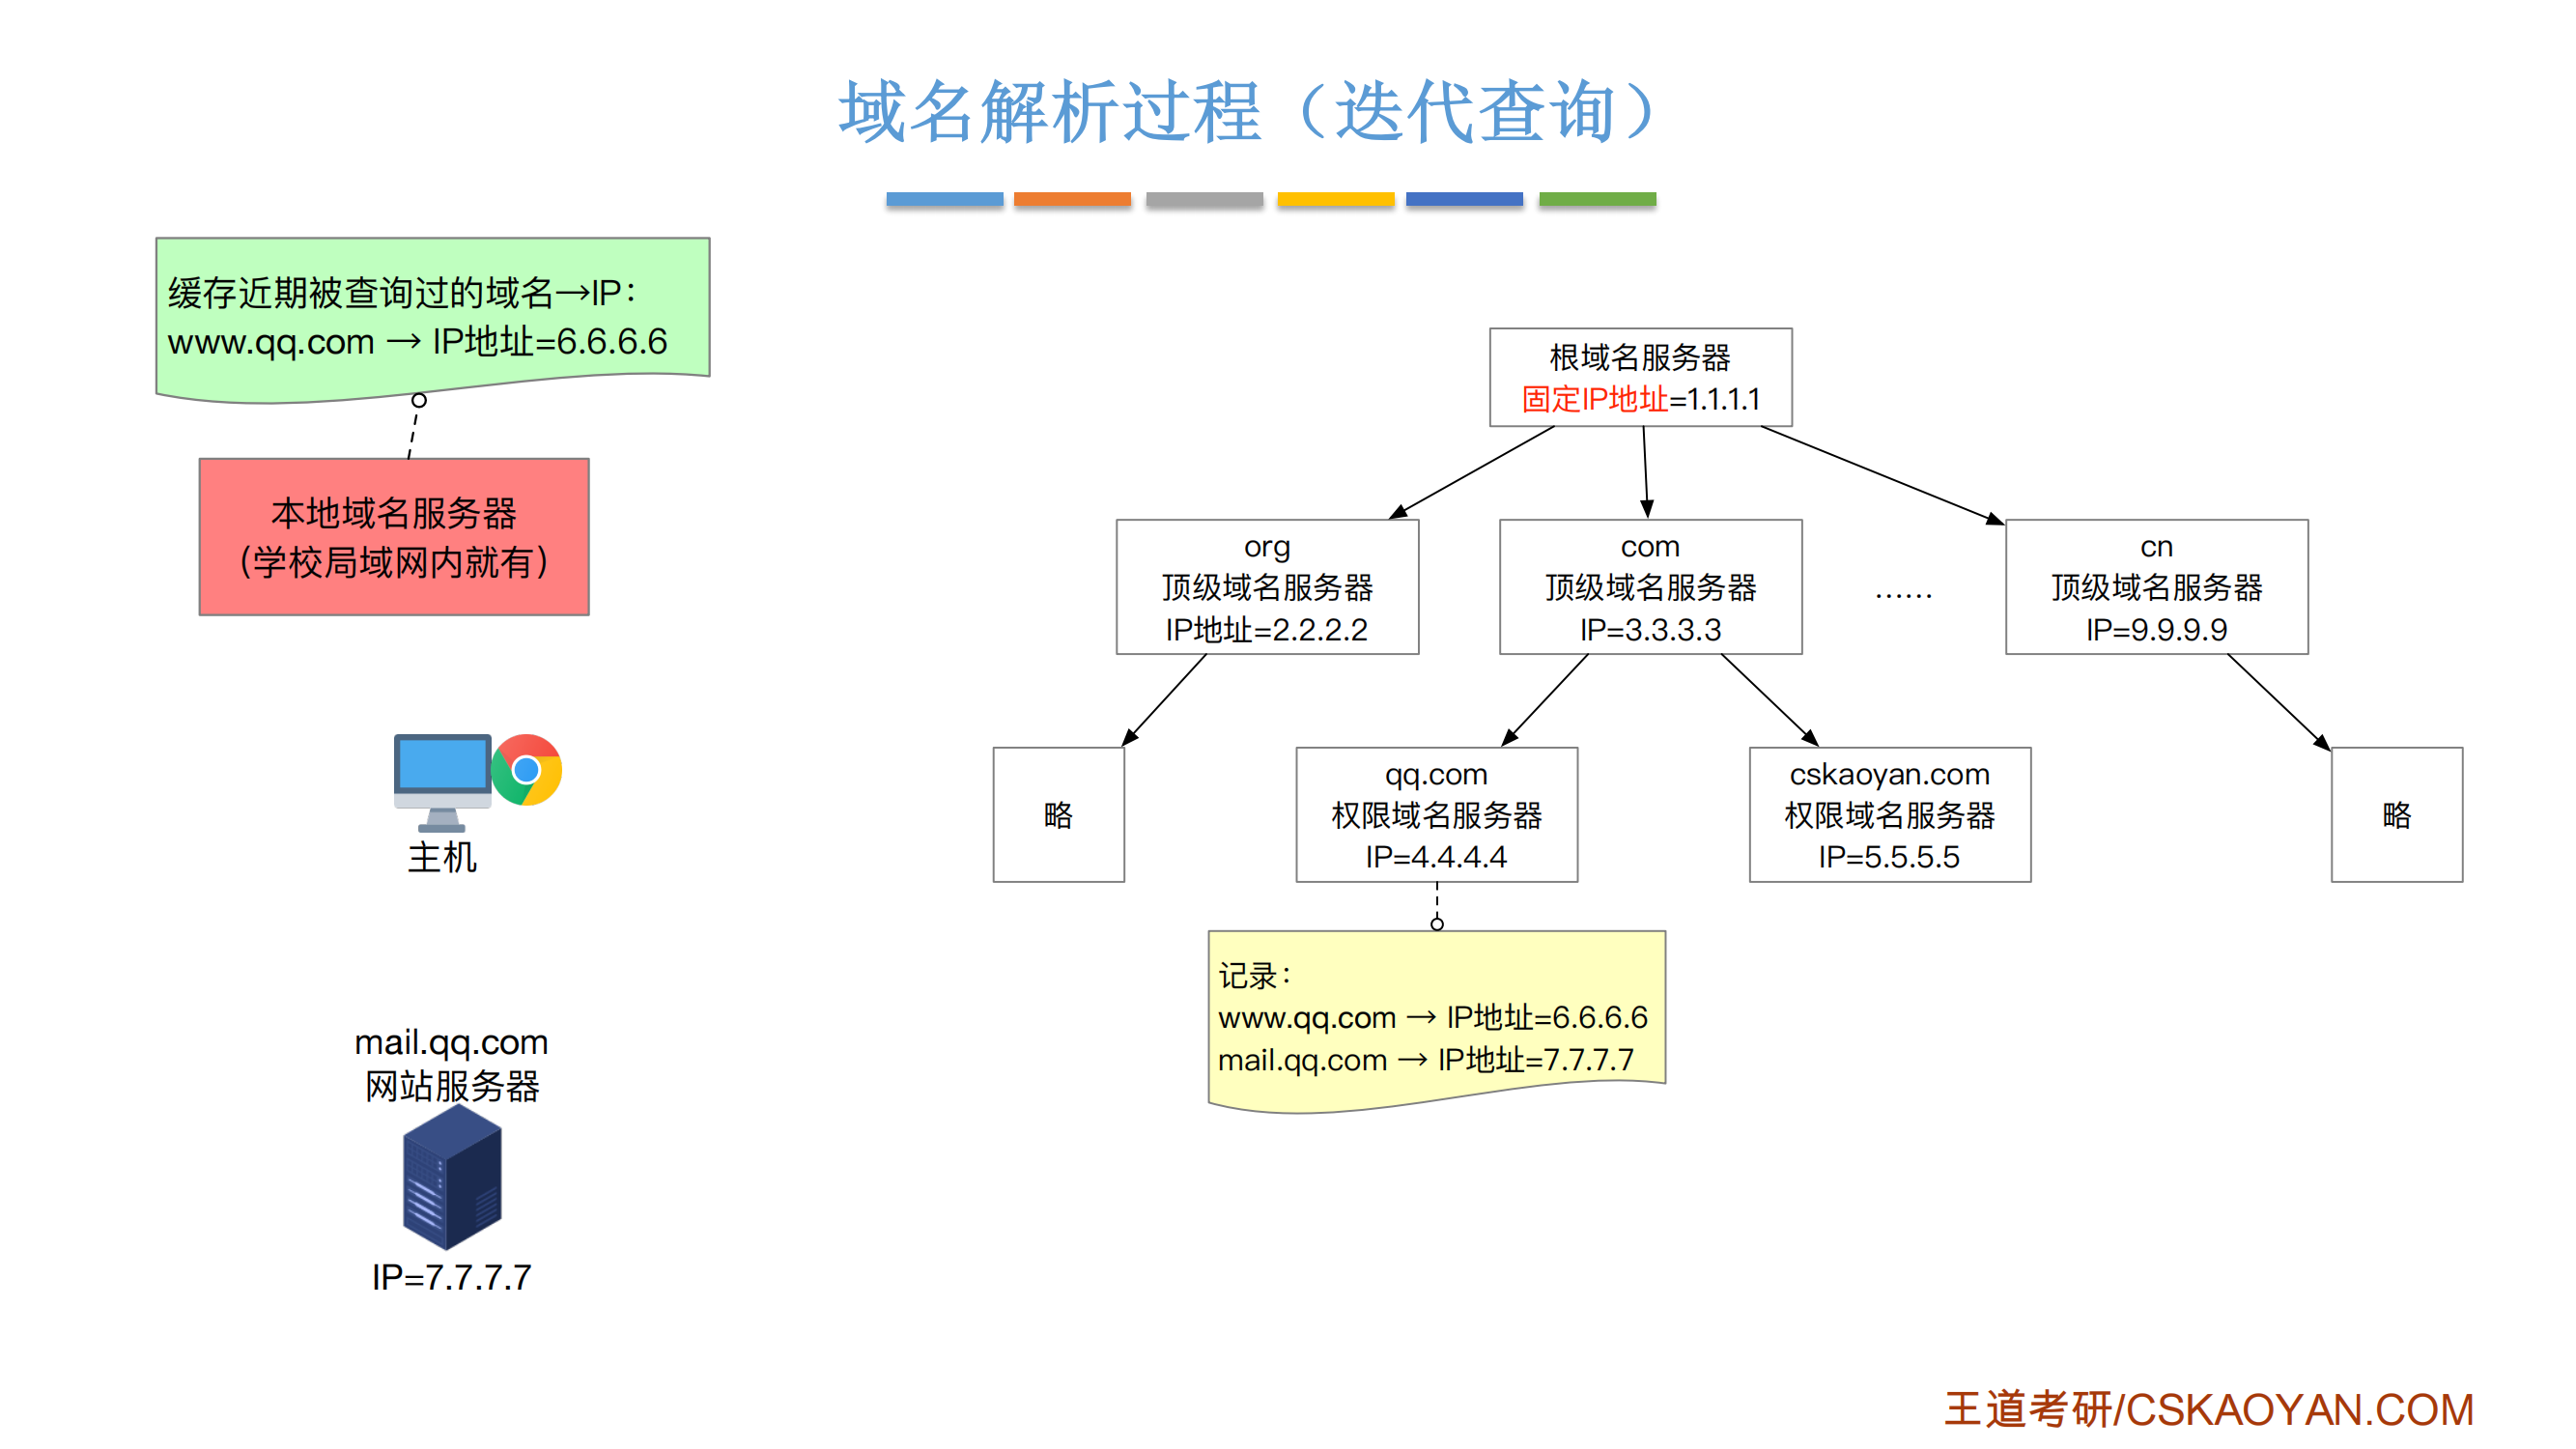 域名解析过程（迭代查询）
缓存近期被查询过的域名→IP：
www.qq.com → IP地址=6.6.6.6
本地域名服务器
(学校局域网内就有)
主机
mail.qq.com
网站服务器
IP=7.7.7.7
根域名服务器
固定IP地址=1.1.1.1
org
顶级域名服务器
IP地址=2.2.2.2
com
顶级域名服务器
IP=3.3.3.3
……
cn
顶级域名服务器
IP=9.9.9.9
略
qq.com
权限域名服务器
IP=4.4.4.4
cskaoyan.com
权限域名服务器
IP=5.5.5.5
略
记录：
www.qq.com → IP地址=6.6.6.6
mail.qq.com → IP地址=7.7.7.7
王道考研/CSKAOYAN.COM